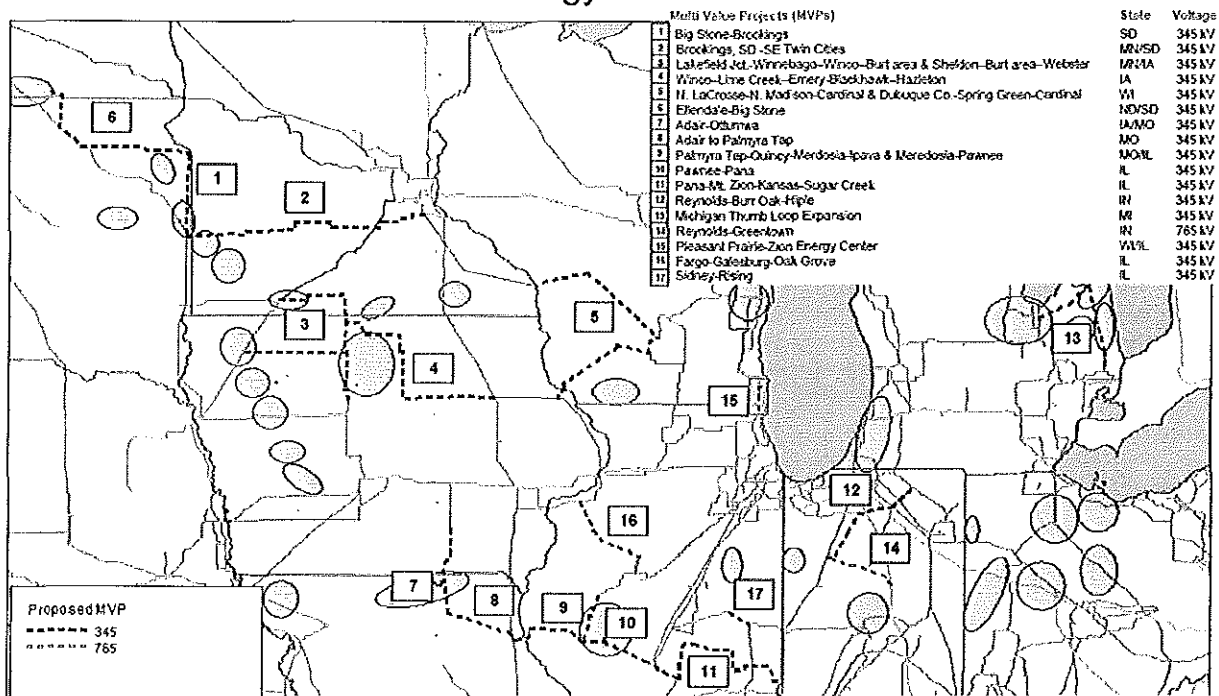 gy
Multi Value Projects (MVPs) State Voltage
1 Big Stone-Brookings SD 345 kV
2 Brookings, SD -SE Twin Cities MN/SD 345 kV
3 Lakefield Jct.-Winnebago-Winco-Burt area & Sheldon-Burt area-Webster MN/IA 345 kV
4 Winco-Lime Creek-Emery-Blackhawk-Hazleton IA 345 kV
5 N. LaCrosse-N. Madison-Cardinal & Dubuque Co.-Spring Green-Cardinal WI 345 kV
6 Ellendale-Big Stone ND/SD 345 kV
7 Adair-Ottumwa IA/MO 345 kV
8 Adair to Palmyra Tap MO 345 kV
9 Palmyra Tap-Quincy-Merdosia-Ipava & Meredosia-Pawnee MO/IL 345 kV
10 Pawnee-Pana IL 345 kV
11 Pana-Mt. Zion-Kansas-Sugar Creek IL 345 kV
12 Reynolds-Burr Oak-Hiple IN 345 kV
13 Michigan Thumb Loop Expansion MI 345 kV
14 Reynolds-Greentown IN 765 kV
15 Pleasant Prairie-Zion Energy Center WI/IL 345 kV
16 Fargo-Galesburg-Oak Grove IL 345 kV
17 Sidney-Rising IL 345 kV
6
1
2
3
4
5
13
15
12
16
14
7
8
9
10
17
11
Proposed MVP
345
765